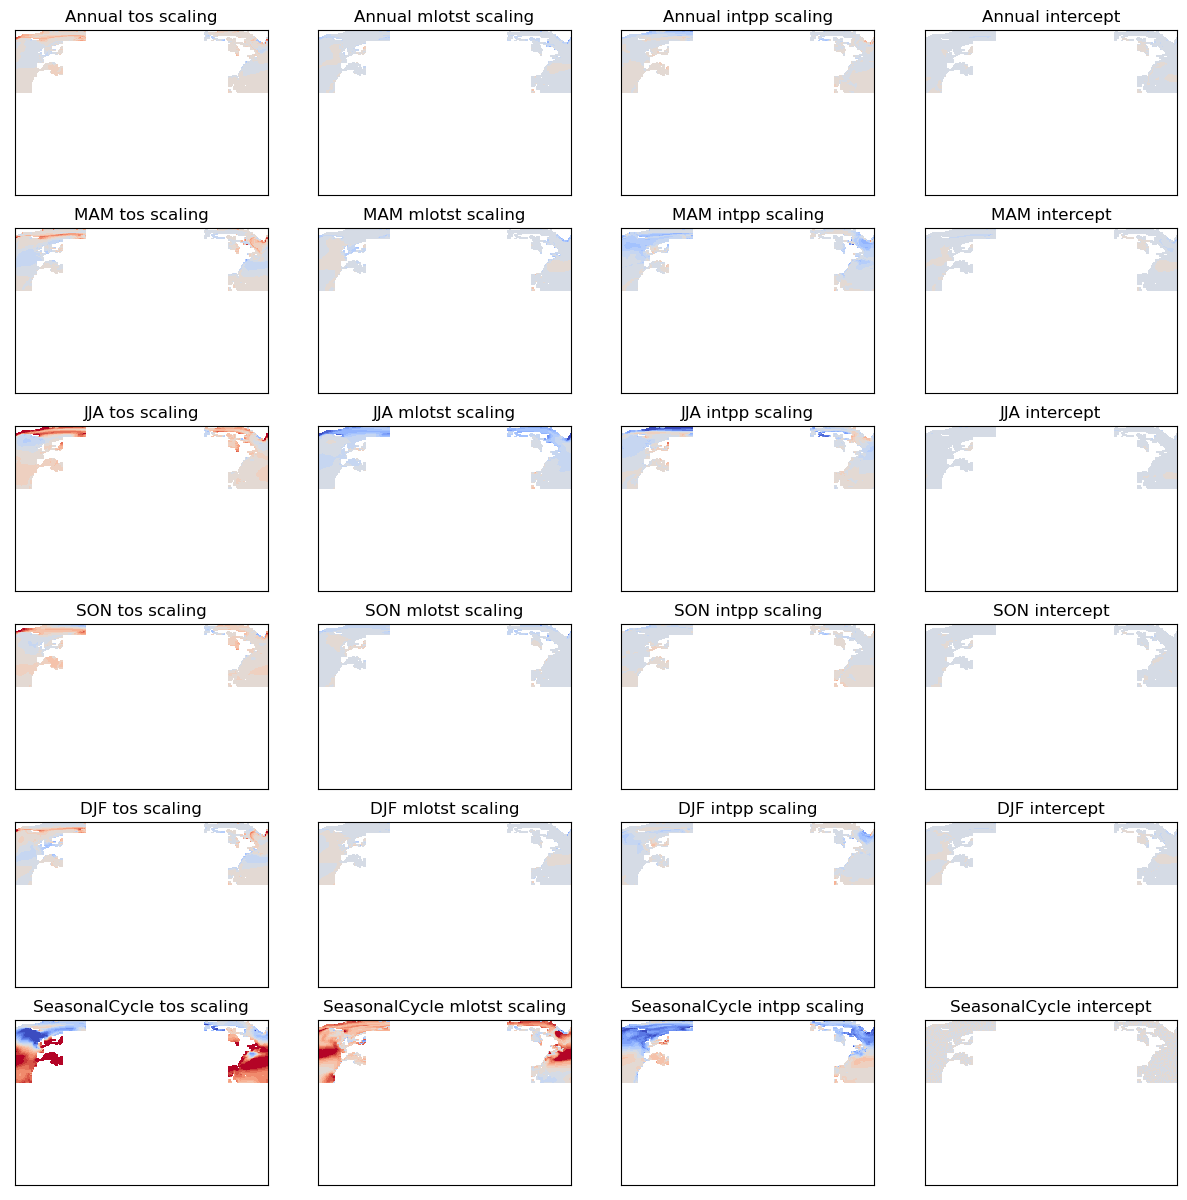 Annual tos scaling
Annual mlotst scaling
Annual intpp scaling
Annual intercept
MAM tos scaling
MAM mlotst scaling
MAM intpp scaling
MAM intercept
JJA tos scaling
JJA mlotst scaling
JJA intpp scaling
JJA intercept
SON tos scaling
SON mlotst scaling
SON intpp scaling
SON intercept
DJF tos scaling
DJF mlotst scaling
DJF intpp scaling
DJF intercept
SeasonalCycle tos scaling
SeasonalCycle mlotst scaling
SeasonalCycle intpp scaling
SeasonalCycle intercept